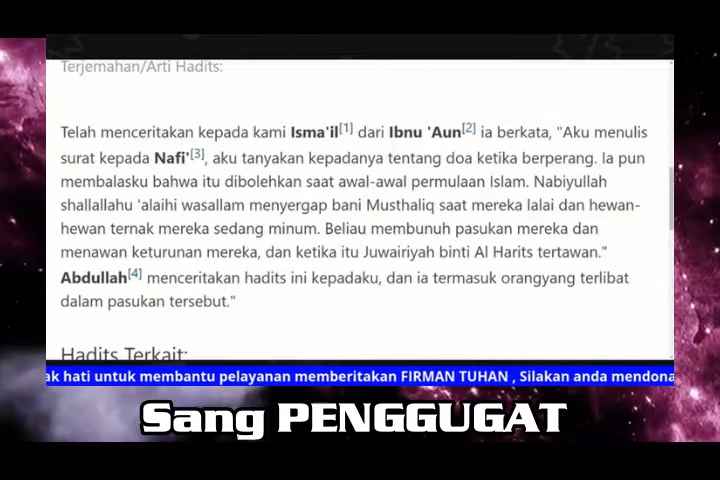 Terjemahan/Arti Hadits:
Telah menceritakan kepada kami Isma'il[1] dari Ibnu 'Aun[2] ia berkata, "Aku menulis
surat kepada Nafi'[3], aku tanyakan kepadanya tentang doa ketika berperang. Ia pun
membalasku bahwa itu dibolehkan saat awal-awal permulaan Islam. Nabiyullah
shallallahu 'alaihi wasallam menyergap bani Musthaliq saat mereka lalai dan hewan-
hewan ternak mereka sedang minum. Beliau membunuh pasukan mereka dan
menawan keturunan mereka, dan ketika itu Juwairiyah binti Al Harits tertawan."
Abdullah[4] menceritakan hadits ini kepadaku, dan ia termasuk orangyang terlibat
dalam pasukan tersebut."
Hadits Terkait:
ak hati untuk membantu pelayanan memberitakan FIRMAN TUHAN , Silakan anda mendona
Sang PENGGUGAT